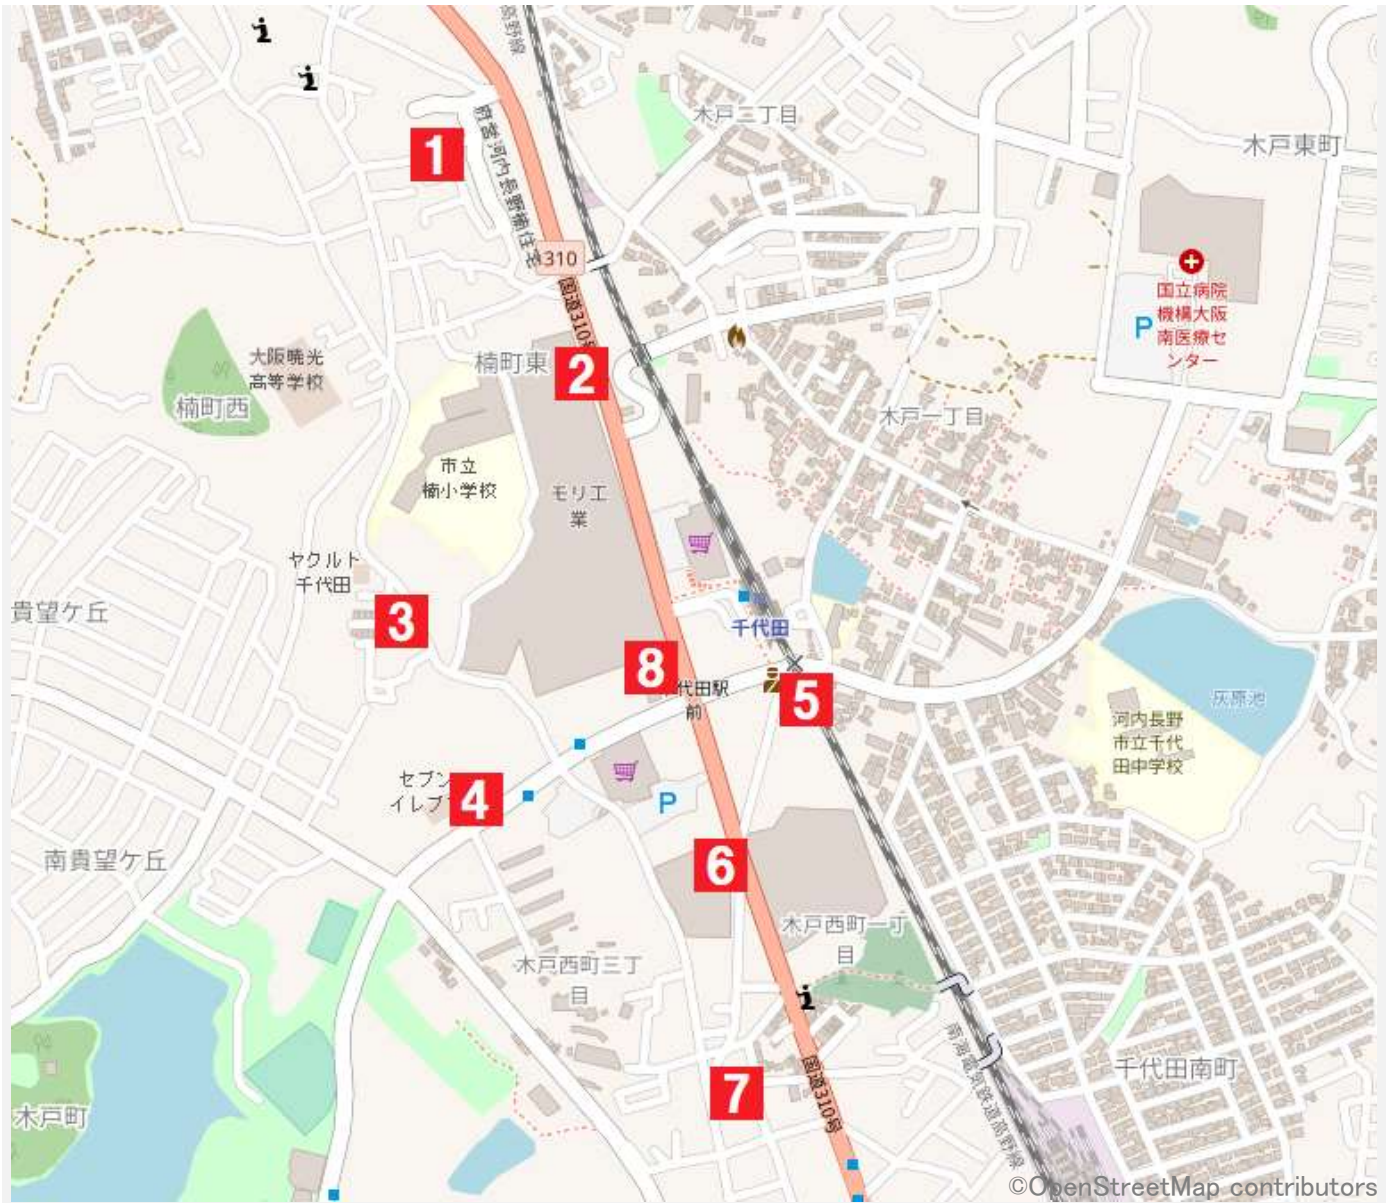 高野線
木戸二丁目
木戸東町
1
府営河内長野楠住宅
310
国道310号
国立病院
機構大阪
南医療セ
ンター
P
大阪暁光
高等学校
楠町東
2
楠町西
木戸一丁目
市立
楠小学校
モリ工
業
ヤクルト
千代田
貴望ケ丘
3
千代田
8
代田駅
前
5
灰原池
河内長野
市立千代
田中学校
セブン
イレブ
4
P
南貴望ケ丘
6
木戸西町一丁
目
木戸西町三丁
目
南海電気鉄道高野線
千代田南町
7
国道310号
木戸町
©OpenStreetMap contributors